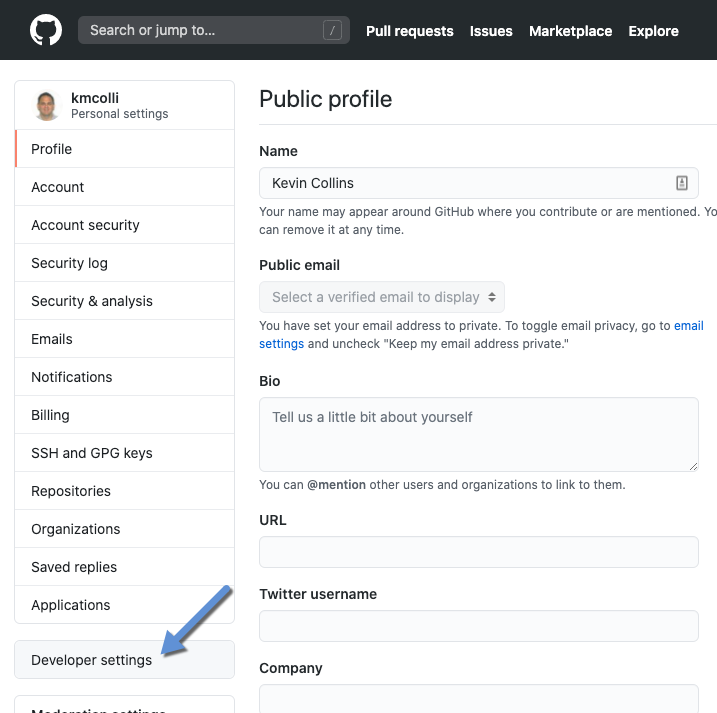 Search or jump to...
/
Pull requests
Issues
Marketplace
Explore
kmcolli
Personal settings
Profile
Account
Account security
Security log
Security & analysis
Emails
Notifications
Billing
SSH and GPG keys
Repositories
Organizations
Saved replies
Applications
Developer settings
Moderation settings
Public profile
Name
Kevin Collins
Your name may appear around GitHub where you contribute or are mentioned.
can remove it at any time.
Public email
Select a verified email to display
You have set your email address to private. To toggle email privacy, go to email
settings and uncheck "Keep my email address private."
Bio
Tell us a little bit about yourself
You can @mention other users and organizations to link to them.
URL
Twitter username
Company